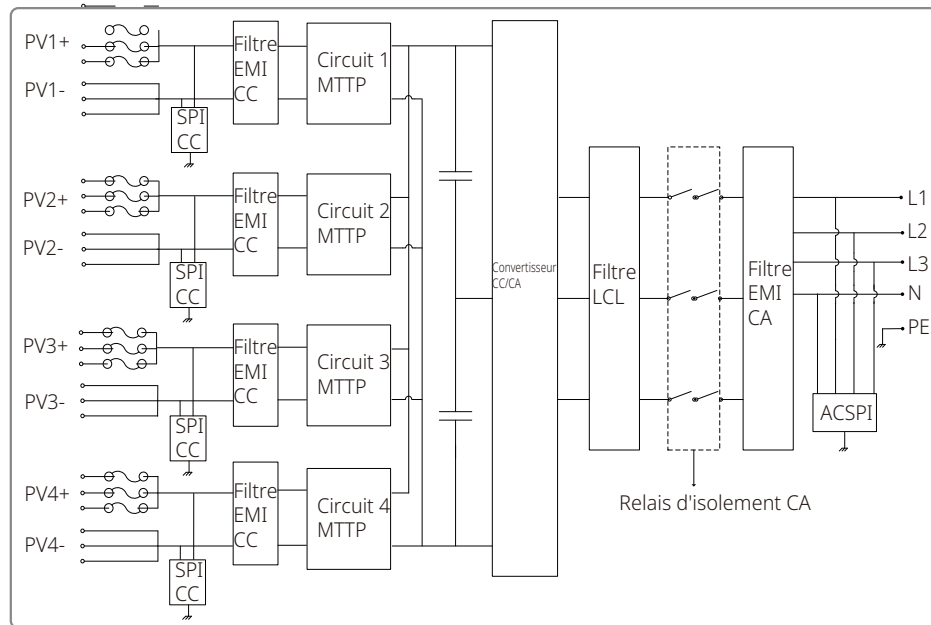 PV1+
PV1-
SPI
CC
Filtre
EMI
CC
Circuit 1
MTTP
PV2+
PV2-
SPI
CC
Filtre
EMI
CC
Circuit 2
MTTP
PV3+
PV3-
SPI
CC
Filtre
EMI
CC
Circuit 3
MTTP
PV4+
PV4-
SPI
CC
Filtre
EMI
CC
Circuit 4
MTTP
Convertisseur
CC/CA
Filtre
LCL
Relais d'isolement CA
Filtre
EMI
CA
L1
L2
L3
N
PE
ACSPI